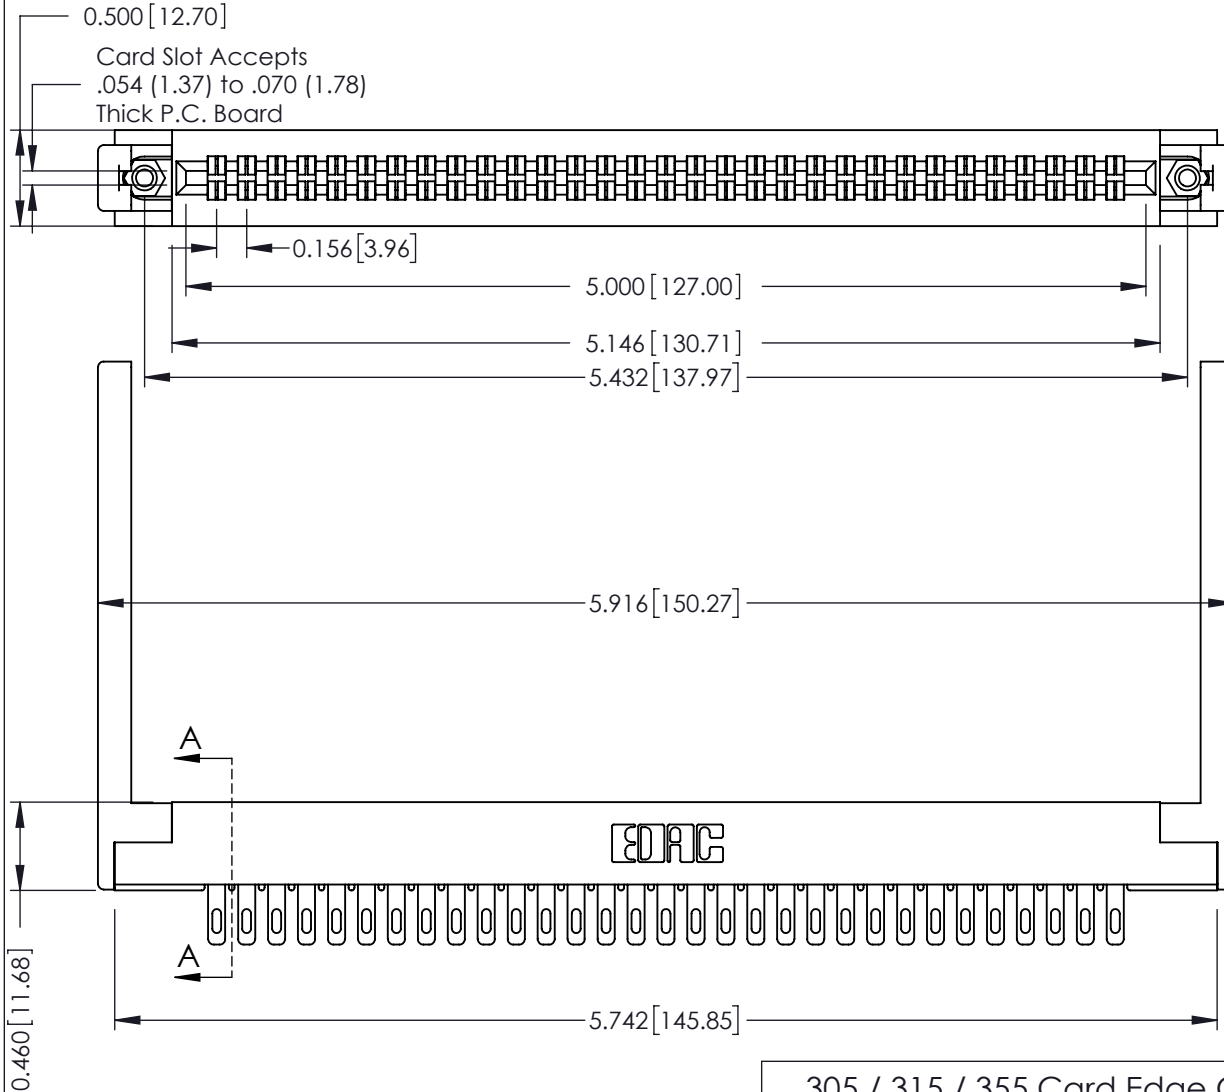 0.500 [12.70]
Card Slot Accepts
.054 (1.37) to .070 (1.78)
Thick P.C. Board
0.156 [3.96]
5.000 [127.00]
5.146 [130.71]
5.432 [137.97]
5.916 [150.27]
A
EDAC
A
0.460 [11.68]
5.742 [145.85]
305 / 315 / 355 Card Edge